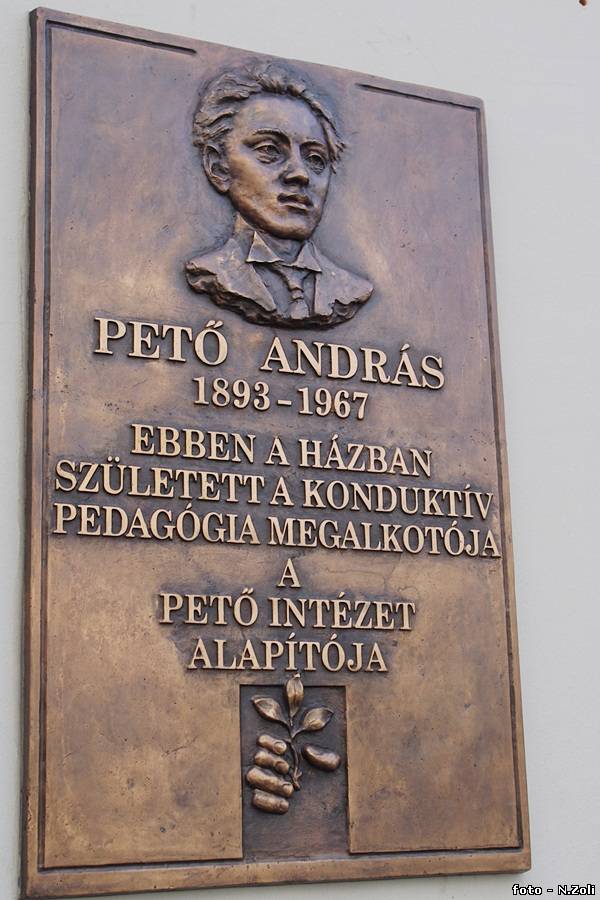 PETŐ ANDRÁS
1893-1967
EBBEN A HÁZBAN
SZÜLETETT A KONDUKTÍV
PEDAGÓGIA MEGALKOTÓJA
A
PETŐ INTÉZET
ALAPÍTÓJA
foto - N.Zoli